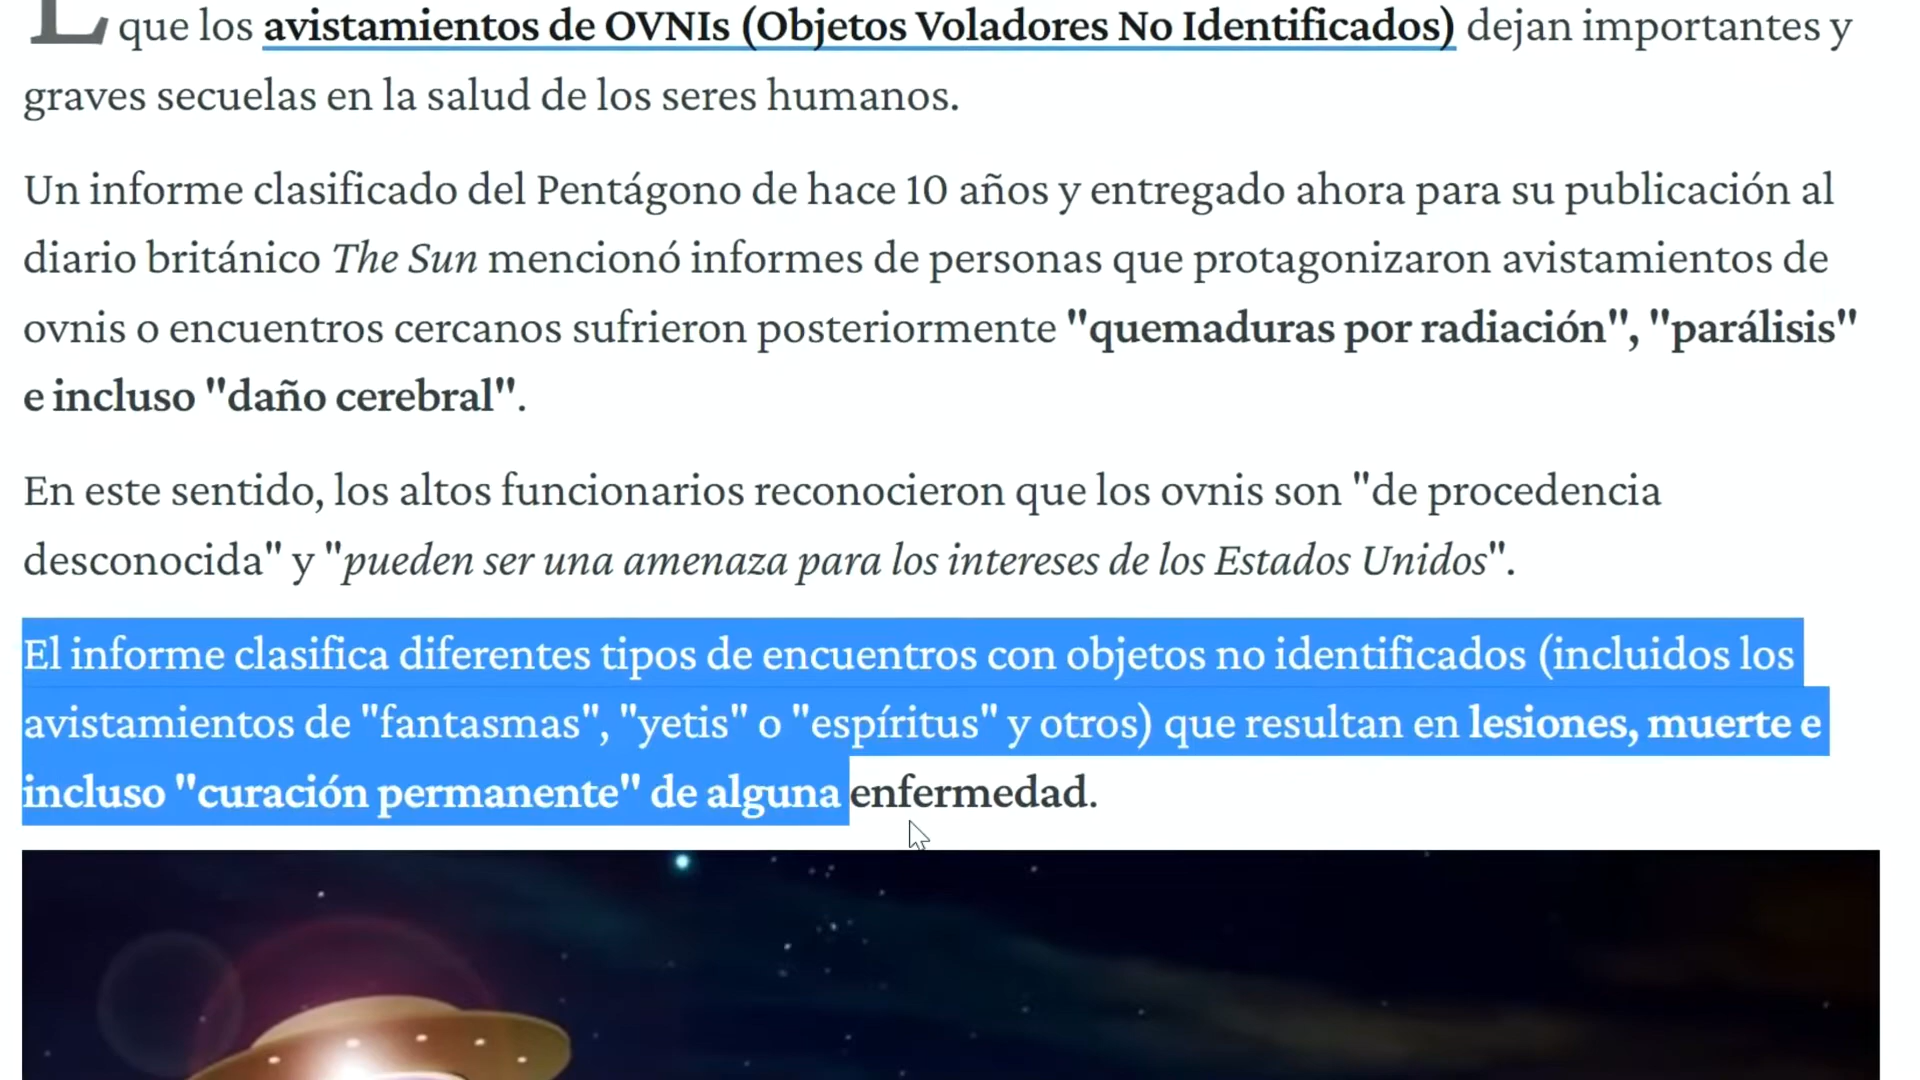 que los avistamientos de OVNIs (Objetos Voladores No Identificados) dejan importantes y
graves secuelas en la salud de los seres humanos.
Un informe clasificado del Pentágono de hace 10 años y entregado ahora para su publicación al
diario británico The Sun mencionó informes de personas que protagonizaron avistamientos de
ovnis o encuentros cercanos sufrieron posteriormente "quemaduras por radiación", "parálisis"
e incluso "daño cerebral".
En este sentido, los altos funcionarios reconocieron que los ovnis son "de procedencia
desconocida" y "pueden ser una amenaza para los intereses de los Estados Unidos".
El informe clasifica diferentes tipos de encuentros con objetos no identificados (incluidos los
avistamientos de "fantasmas", "yetis" o "espíritus" y otros) que resultan en lesiones, muerte e
incluso "curación permanente" de alguna enfermedad.